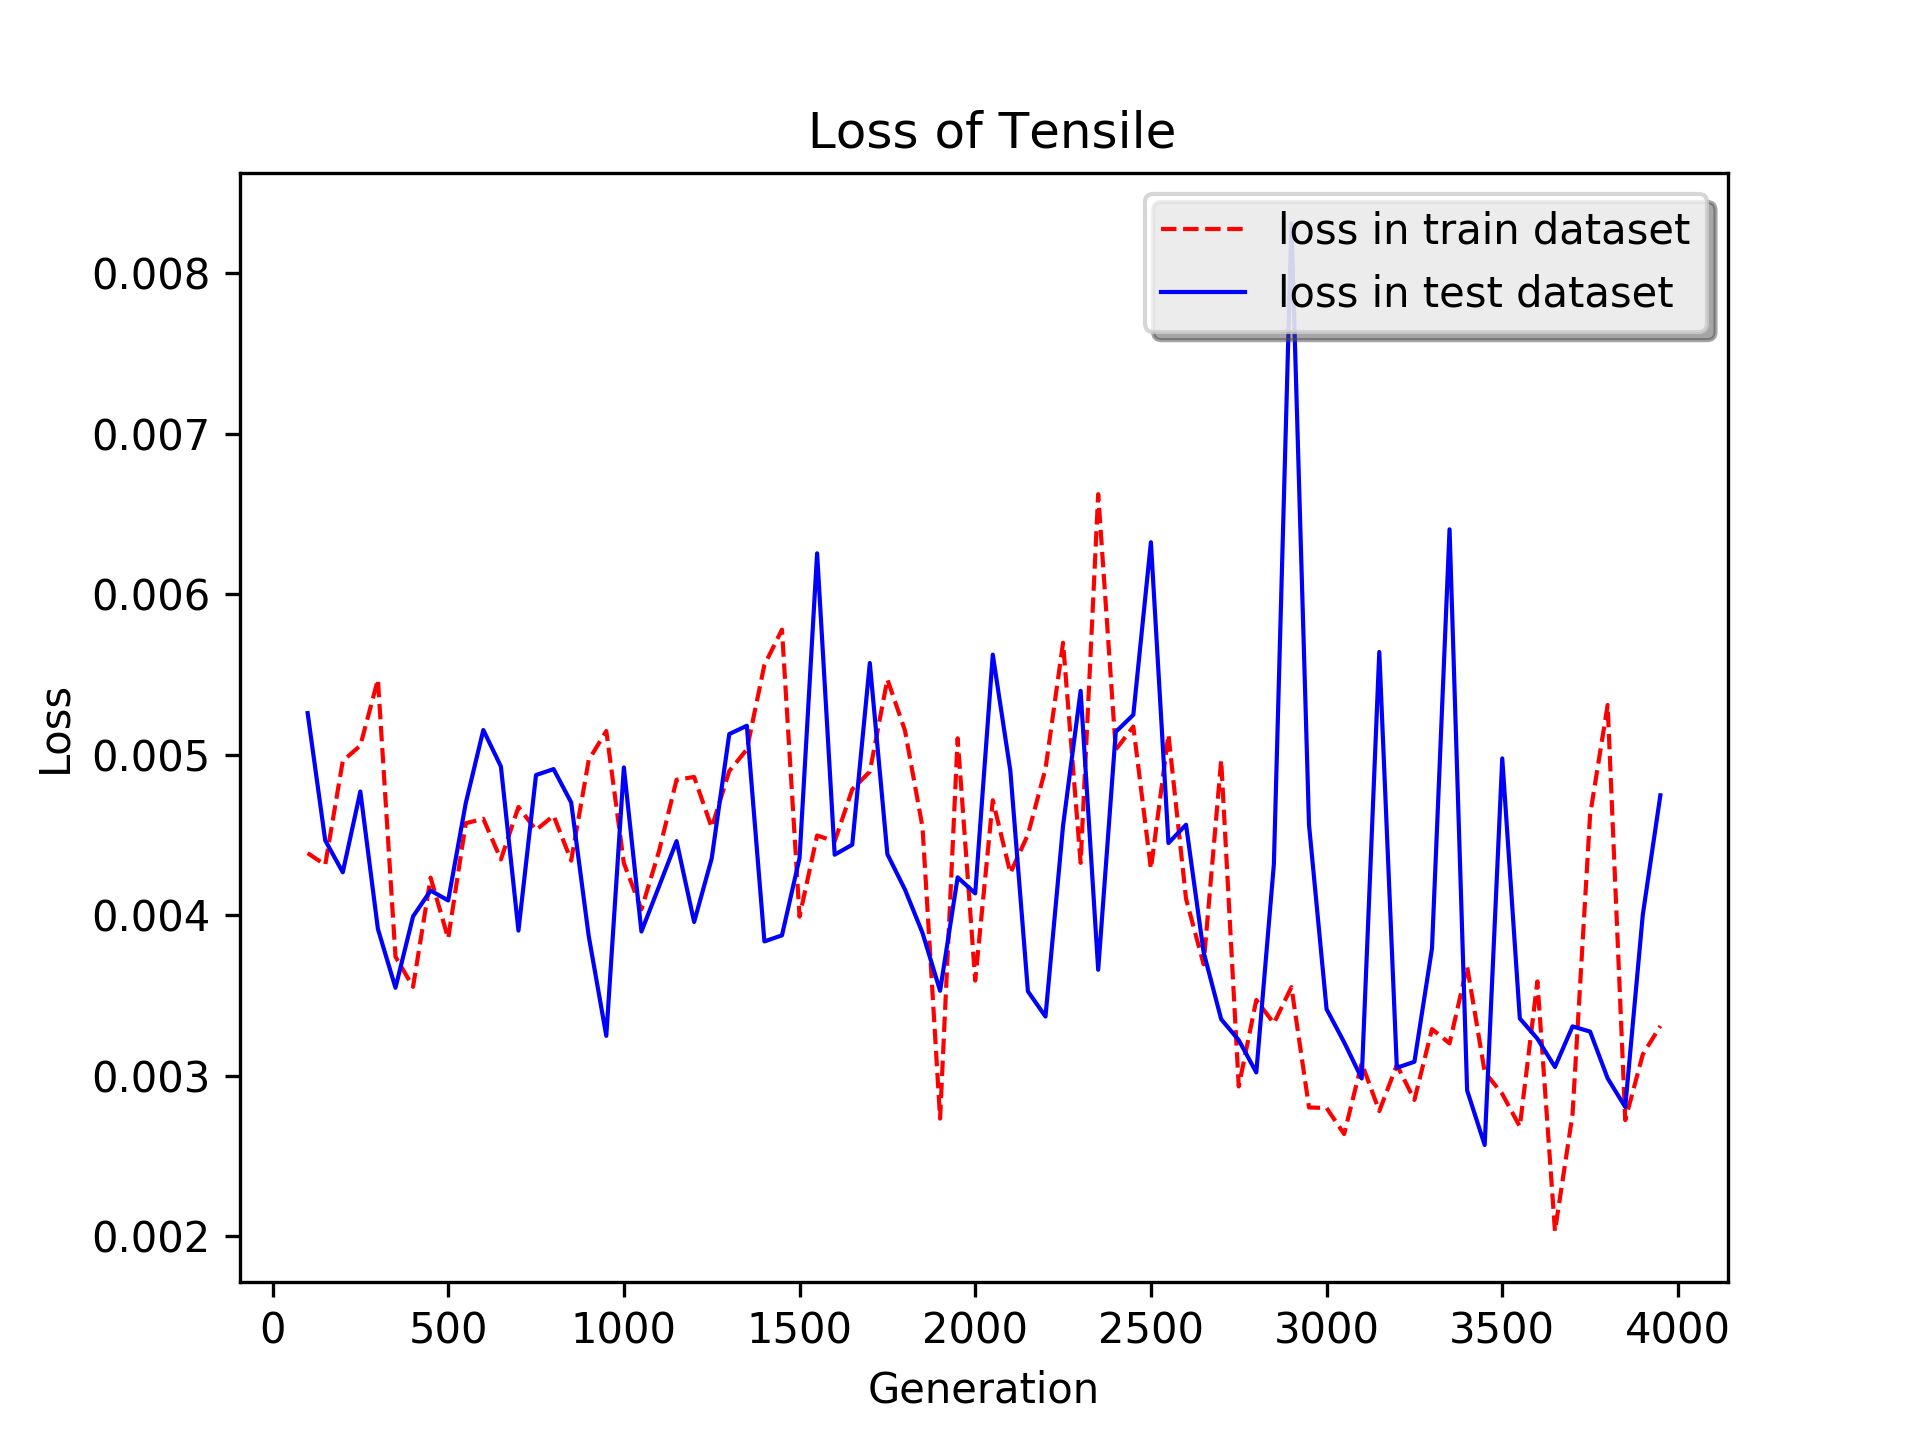 Loss of Tensile
loss in train dataset
loss in test dataset
0.008
0.007
0.006
0.005
0.004
0.003
0.002
Loss
0 500 1000 1500 2000 2500 3000 3500 4000
Generation